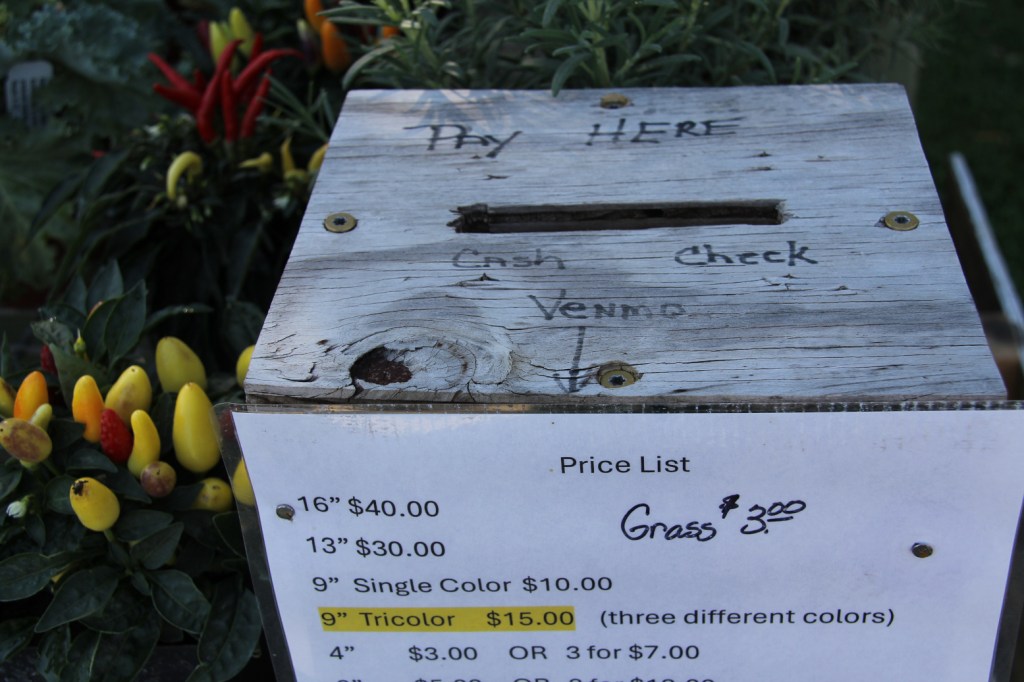 Pay HERE
Cash Check
Venmo
Price List
16” $40.00
Grass $3.00
13” $30.00
9” Single Color $10.00
9” Tricolor $15.00 (three different colors)
4” $3.00 OR 3 for $7.00